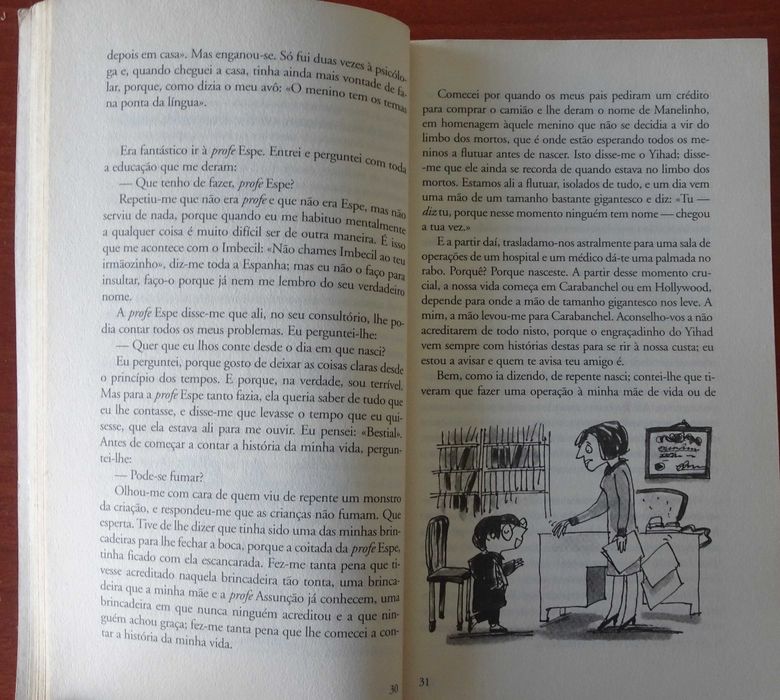 depois em casa». Mas enganou-se. Só fui duas vezes à psicólo-
ga e, quando cheguei a casa, tinha ainda mais vontade de fa-
lar, porque, como dizia o meu avô: «O menino tem os temas
na ponta da língua».
Era fantástico ir à profe Espe. Entrei e perguntei com toda
a educação que me deram:
— Que tenho de fazer, profe Espe?
Repetiu-me que não era profe e que não era Espe, mas não
serviu de nada, porque quando eu me habituo mentalmente
a qualquer coisa é muito difícil ser de outra maneira. É isso
que me acontece com o Imbecil: «Não chames Imbecil ao teu
irmãozinho», diz-me toda a Espanha; mas eu não o faço para
insultar, faço-o porque já nem me lembro do seu verdadeiro
nome.
A profe Espe disse-me que ali, no seu consultório, lhe po-
dia contar todos os meus problemas. Eu perguntei-lhe:
— Quer que eu lhos conte desde o dia em que nasci?
Eu perguntei, porque gosto de deixar as coisas claras desde
o princípio dos tempos. E porque, na verdade, sou terrível.
Mas para a profe Espe tanto fazia, ela queria saber de tudo que
eu lhe contasse, e disse-me que levasse o tempo que eu qui-
sesse, que ela estava ali para me ouvir. Eu pensei: «Bestial».
Antes de começar a contar a história da minha vida, pergun-
tei-lhe:
— Pode-se fumar?
Olhou-me com cara de quem viu de repente um monstro
da criação, e respondeu-me que as crianças não fumam. Que
esperta. Tive de lhe dizer que tinha sido uma das minhas brin-
cadeiras para lhe fechar a boca, porque a coitada da profe Espe,
tinha ficado com ela escancarada. Fez-me tanta pena que ti-
vesse acreditado naquela brincadeira tão tonta, uma brinca-
deira que a minha mãe e a profe Assunção já conhecem, uma
brincadeira em que nunca ninguém acreditou e a que nin-
guém achou graça; fez-me tanta pena que lhe comecei a con-
tar a história da minha vida.
30
Comecei por quando os meus pais pediram um crédito
para comprar o camião e lhe deram o nome de Manelinho,
em homenagem àquele menino que não se decidia a vir do
limbo dos mortos, que é onde estão esperando todos os me-
ninos a flutuar antes de nascer. Isto disse-me o Yihad; disse-
-me que ele ainda se recorda de quando estava no limbo dos
mortos. Estamos ali a flutuar, isolados de tudo, e um dia vem
uma mão de um tamanho bastante gigantesco e diz: «Tu —
diz tu, porque nesse momento ninguém tem nome — chegou
a tua vez.»
E a partir daí, trasladamo-nos astralmente para uma sala de
operações de um hospital e um médico dá-te uma palmada no
rabo. Porquê? Porque nasceste. A partir desse momento cru-
cial, a nossa vida começa em Carabanchel ou em Hollywood,
depende para onde a mão de tamanho gigantesco nos leve. A
mim, a mão levou-me para Carabanchel. Aconselho-vos a não
acreditarem de todo nisto, porque o engraçadinho do Yihad
vem sempre com histórias destas para se rir à nossa custa; eu
estou a avisar e quem te avisa teu amigo é.
Bem, como ia dizendo, de repente nasci; contei-lhe que ti-
veram que fazer uma operação à minha mãe de vida ou de
31